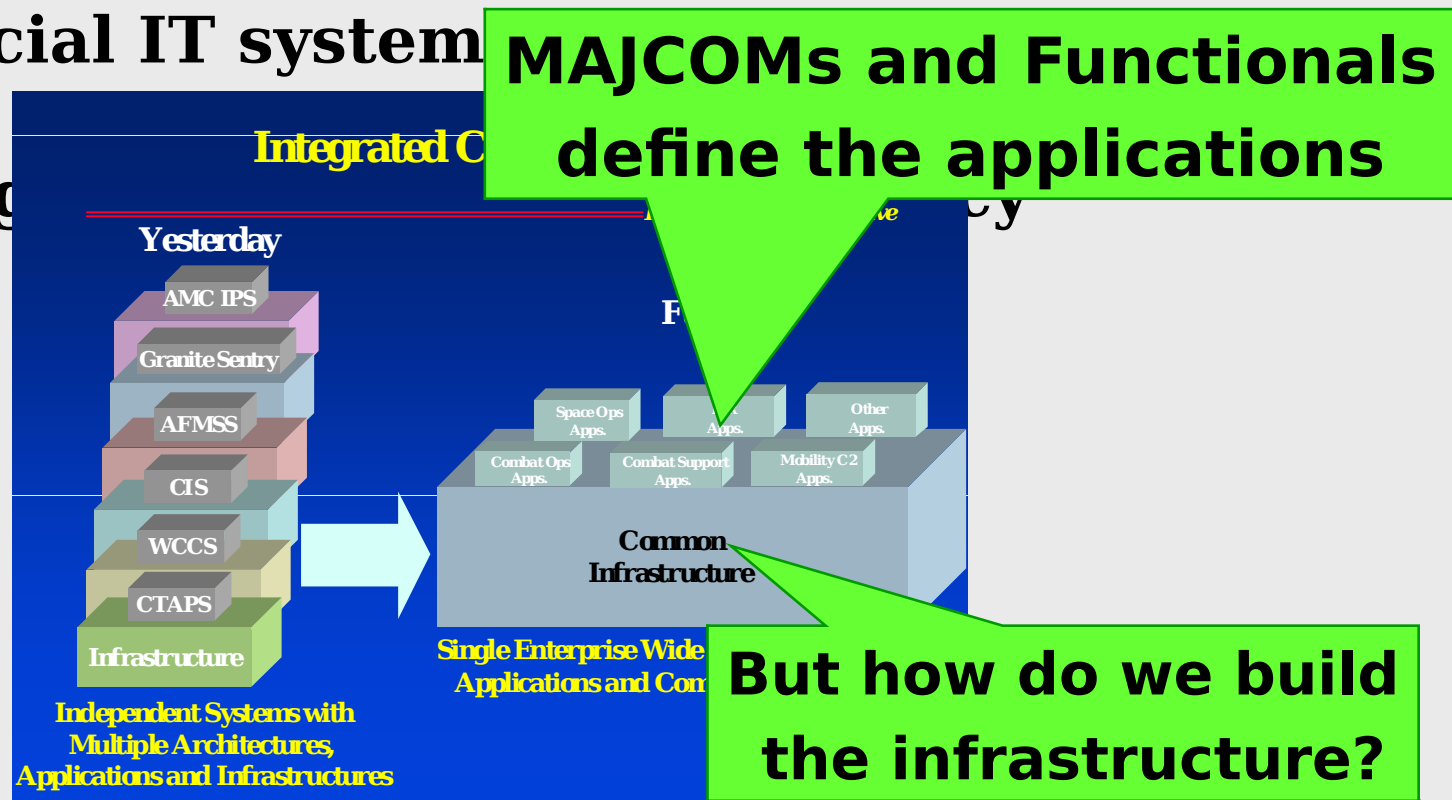 cial IT system
MAJCOMs and Functionals
define the applications
Integrated C
Yesterday
AMC IPS
Granite Sentry
AFMSS
CIS
WCCS
CTAPS
Infrastructure
Independent Systems with
Multiple Architectures,
Applications and Infrastructures
F
Space Ops
Apps.
Apps.
Other
Apps.
Combat Ops
Apps.
Combat Support
Apps.
Mobility C2
Apps.
Common
Infrastructure
Single Enterprise Wide
Applications and Com
But how do we build
the infrastructure?